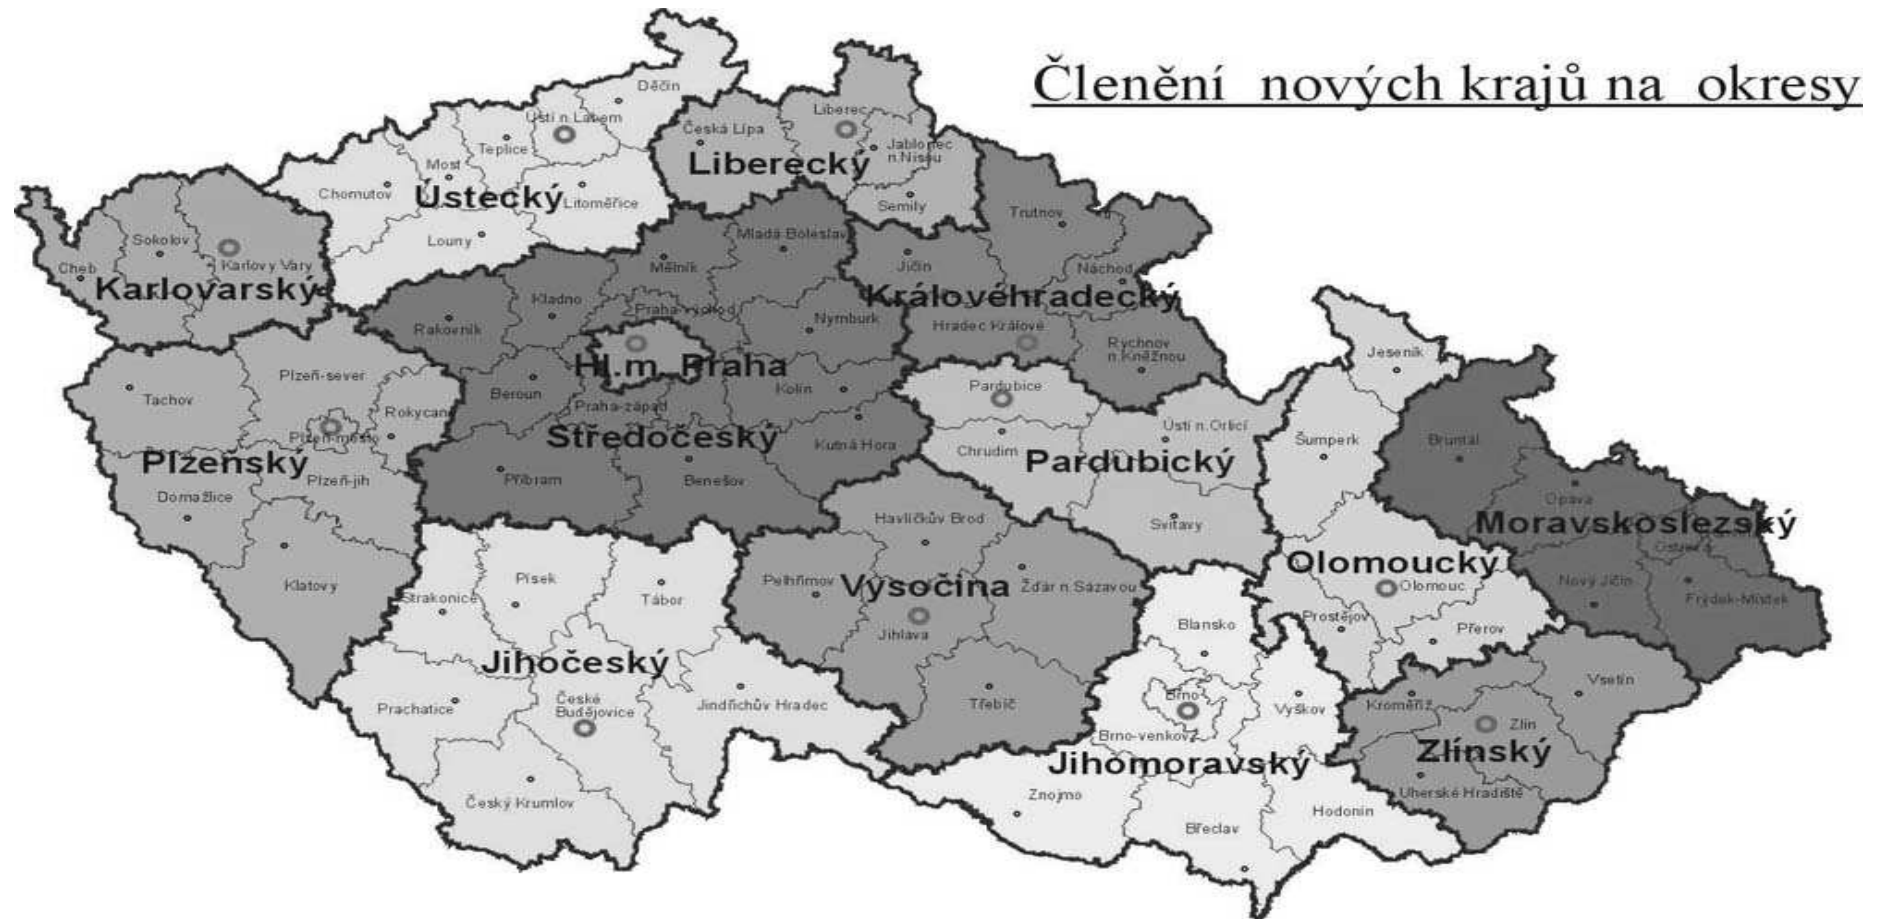 Členění nových krajů na okresy
Děčín
Ústí n.Labem
Teplice
Most
Chomutov
Ústecký
Litoměřice
Louny
Česká Lípa
Liberec
Jablonec
n.Nisou
Liberecký
Semily
Sokolov
Cheb
Karlovy Vary
Karlovarský
Trutnov
Jičín
Náchod
Královéhradecký
Hradec Králové
Rychnov
n.Kněžnou
Mladá Boleslav
Mělník
Kladno
Praha-východ
Nymburk
Rakovník
Hl.m. Praha
Beroun
Praha-západ
Kolín
Středočeský
Kutná Hora
Příbram
Benešov
Tachov
Plzeň-sever
Rokycany
Plzeň-město
Plzeňský
Plzeň-jih
Domažlice
Klatovy
Pardubice
Ústí n.Orlicí
Chrudim
Pardubický
Svitavy
Jeseník
Šumperk
Olomoucký
Olomouc
Prostějov
Přerov
Bruntál
Opava
Moravskoslezský
Ostrava
Nový Jičín
Frýdek-Místek
Havlíčkův Brod
Pelhřimov
Vysočina
Žďár n.Sázavou
Jihlava
Třebíč
Strakonice
Písek
Tábor
Jihočeský
Prachatice
České
Budějovice
Jindřichův Hradec
Český Krumlov
Blansko
Brno
Vyškov
Brno-venkov
Jihomoravský
Znojmo
Břeclav
Hodonín
Vsetín
Kroměříž
Zlín
Zlínský
Uherské Hradiště